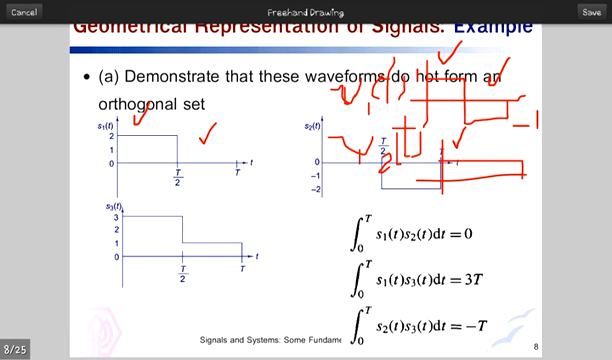 Cancel
Freehand Drawing
Save
Geometrical Representation of Signals: Example
• (a) Demonstrate that these waveforms do not form an
orthogonal set
s₁(t)
2
1
0
T/2
T
t
s₂(t)
0
-1
-2
T/2
-1
s₃(t)
3
2
1
0
T/2
T
t
∫₀ᵀ s₁(t)s₂(t)dt = 0
∫₀ᵀ s₁(t)s₃(t)dt = 3T
∫₀ᵀ s₂(t)s₃(t)dt = −T
Signals and Systems: Some Fundame
8/25
8